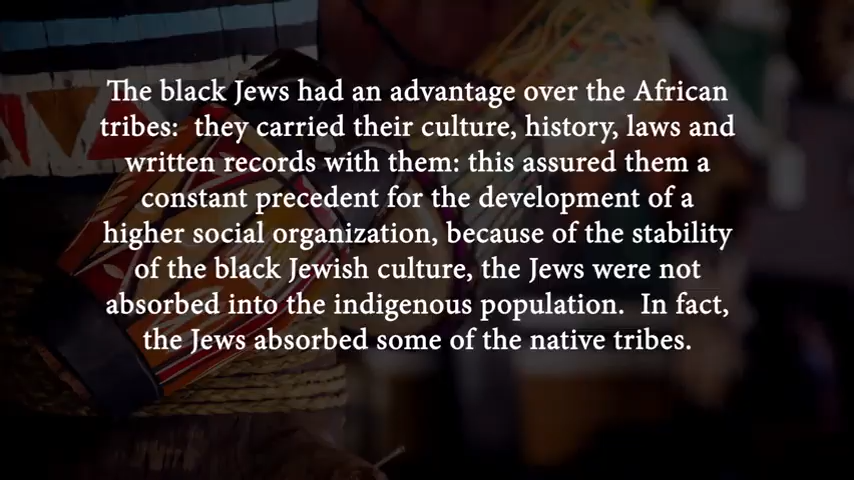 The black Jews had an advantage over the African
tribes:  they carried their culture, history, laws and
written records with them: this assured them a
constant precedent for the development of a
higher social organization, because of the stability
of the black Jewish culture, the Jews were not
absorbed into the indigenous population.  In fact,
the Jews absorbed some of the native tribes.